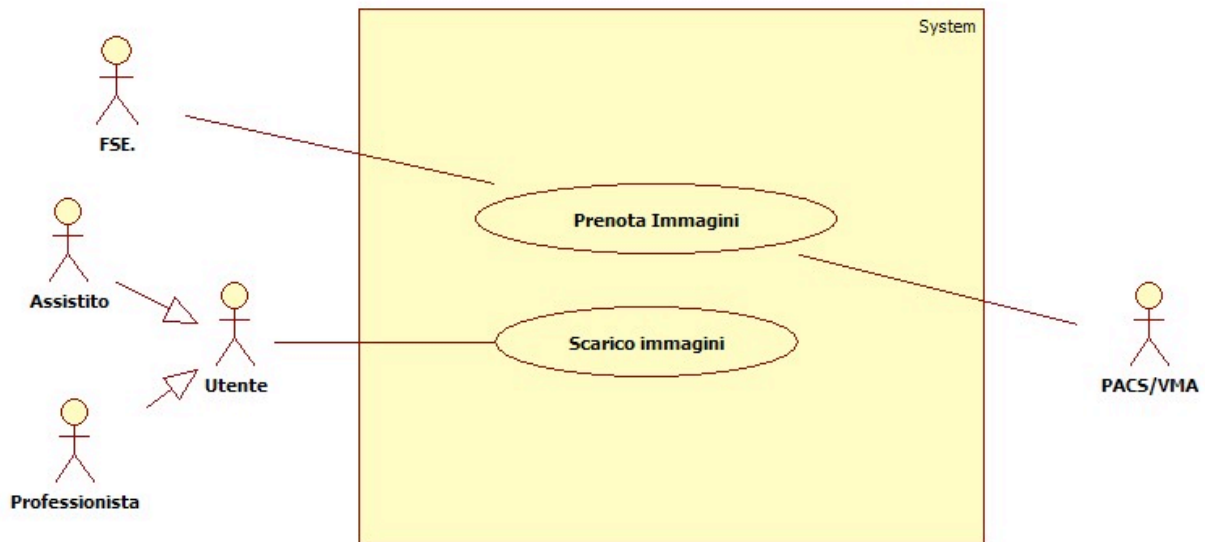 System
FSE.
Prenota Immagini
Assistito
Utente
Scarico immagini
PACS/VMA
Professionista